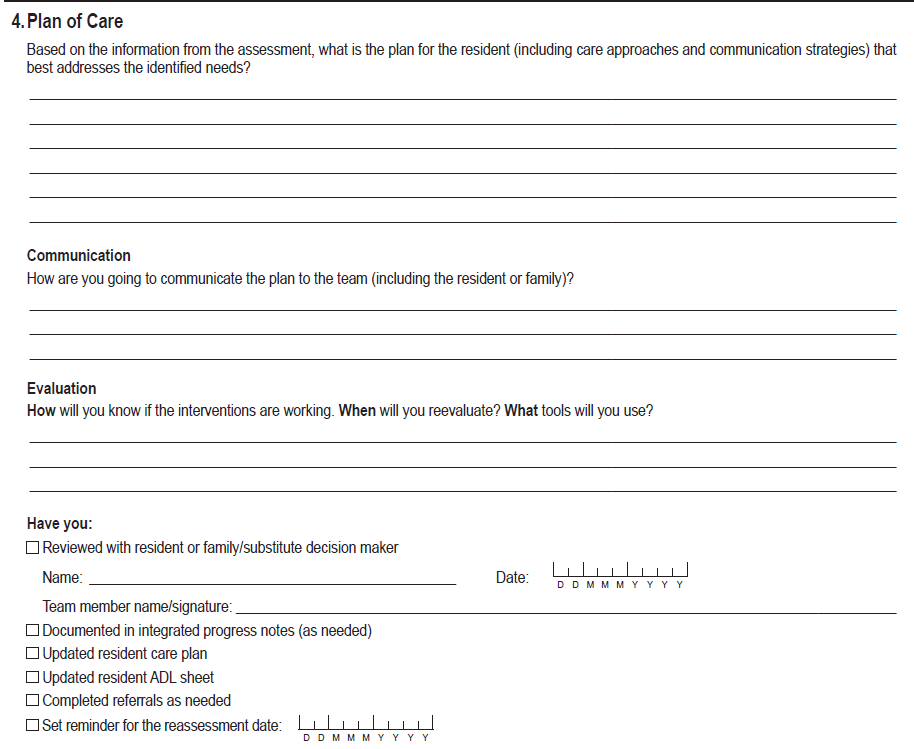 4. Plan of Care
Based on the information from the assessment, what is the plan for the resident (including care approaches and communication strategies) that
best addresses the identified needs?
Communication
How are you going to communicate the plan to the team (including the resident or family)?
Evaluation
How will you know if the interventions are working. When will you reevaluate? What tools will you use?
Have you:
Reviewed with resident or family/substitute decision maker
Name: Date:
D D M M M Y Y Y Y
Team member name/signature:
Documented in integrated progress notes (as needed)
Updated resident care plan
Updated resident ADL sheet
Completed referrals as needed
Set reminder for the reassessment date:
D D M M M Y Y Y Y